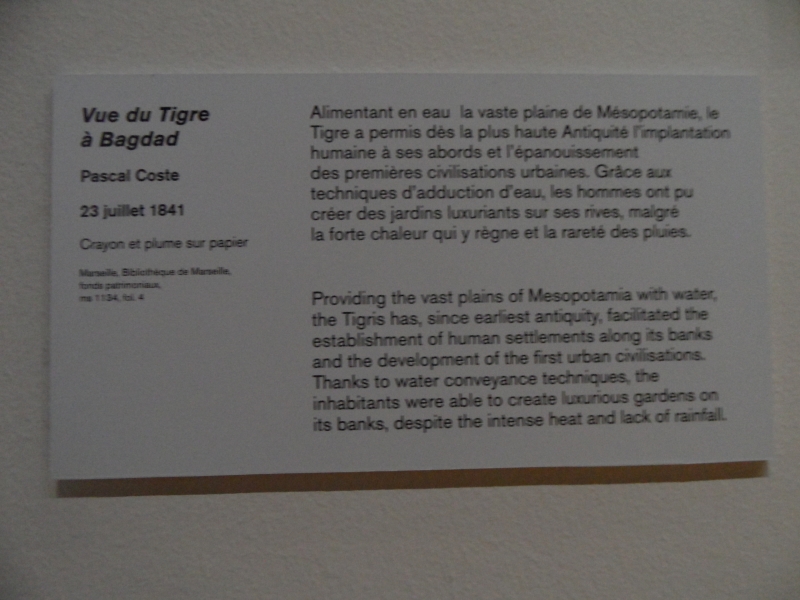 Vue du Tigre
à Bagdad
Pascal Coste
23 juillet 1841
Crayon et plume sur papier
Marseille, Bibliothèque de Marseille,
fonds patrimoniaux,
ms 1134, fol. 4
Alimentant en eau la vaste plaine de Mésopotamie, le
Tigre a permis dès la plus haute Antiquité l'implantation
humaine à ses abords et l'épanouissement
des premières civilisations urbaines. Grâce aux
techniques d'adduction d'eau, les hommes ont pu
créer des jardins luxuriants sur ses rives, malgré
la forte chaleur qui y règne et la rareté des pluies.
Providing the vast plains of Mesopotamia with water,
the Tigris has, since earliest antiquity, facilitated the
establishment of human settlements along its banks
and the development of the first urban civilisations.
Thanks to water conveyance techniques, the
inhabitants were able to create luxurious gardens on
its banks, despite the intense heat and lack of rainfall.